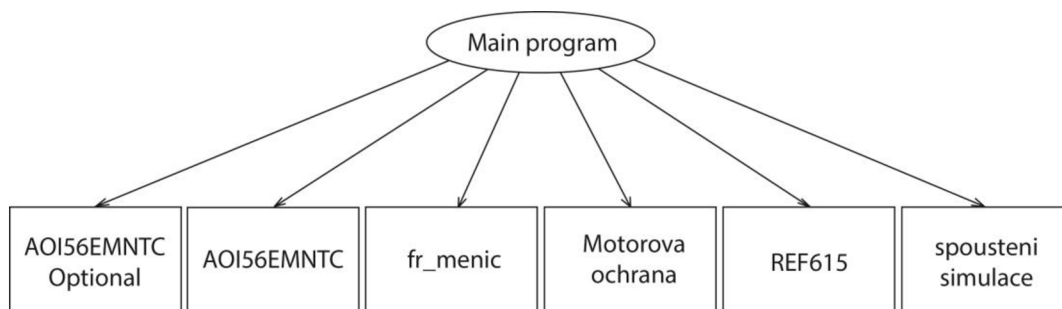 Main program
AOI56EMNTC
Optional
AOI56EMNTC
fr_menic
Motorova
ochrana
REF615
spousteni
simulace